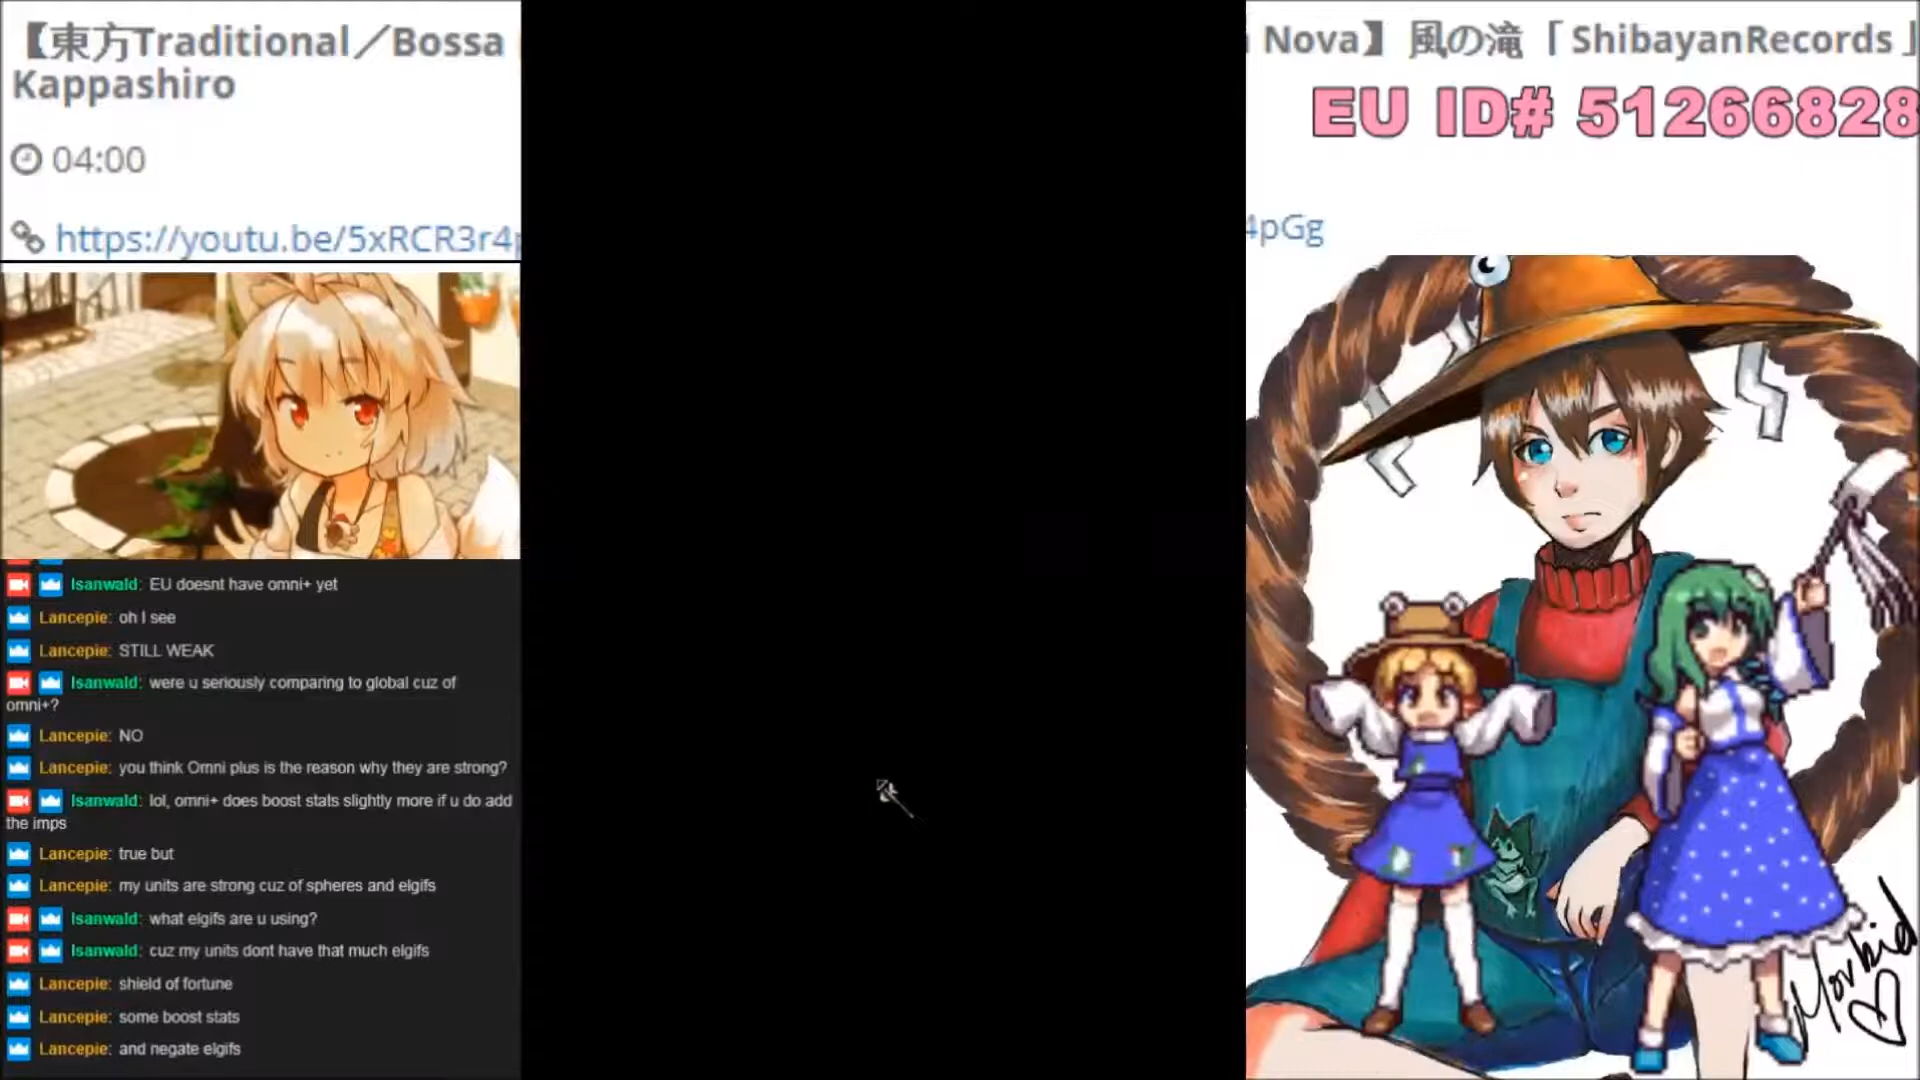 【東方Traditional／Bossa Nova】 風の滝「ShibayanRecords」
Kappashiro
EU ID# 51266828
04:00
https://youtu.be/5xRCR3r4pGg
Isanwald: EU doesnt have omni+ yet
Lancepie: oh I see
Lancepie: STILL WEAK
Isanwald: were u seriously comparing to global cuz of
omni+?
Lancepie: NO
Lancepie: you think Omni plus is the reason why they are strong?
Isanwald: lol, omni+ does boost stats slightly more if u do add
the imps
Lancepie: true but
Lancepie: my units are strong cuz of spheres and elgifs
Isanwald: what elgifs are u using?
Isanwald: cuz my units dont have that much elgifs
Lancepie: shield of fortune
Lancepie: some boost stats
Lancepie: and negate elgifs
Morbid